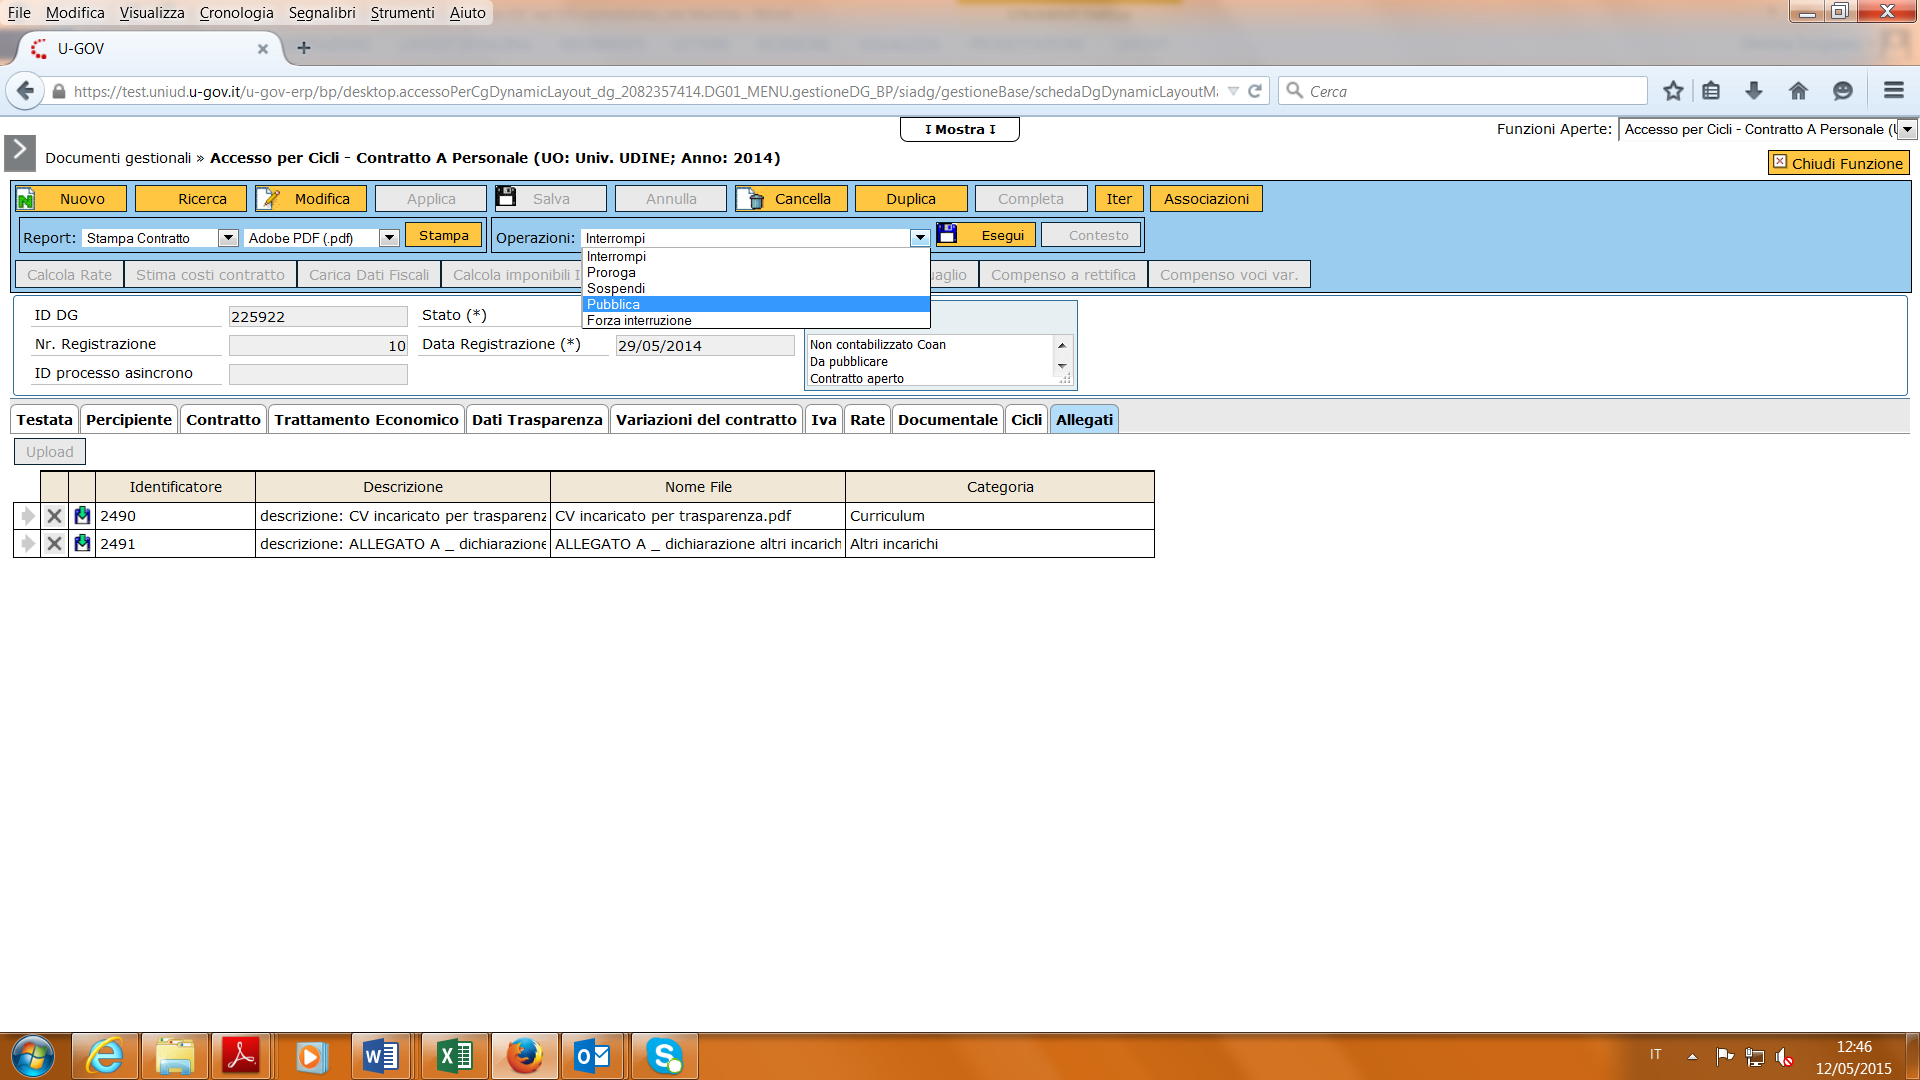 File Modifica Visualizza Cronologia Segnalibri Strumenti Aiuto
U-GOV
https://test.uniud.u-gov.it/u-gov-erp/bp/desktop.accessoPerCgDynamicLayout_dg_2082357414.DG01_MENU.gestioneDG_BP/siadg/gestioneBase/schedaDgDynamicLayoutMa
Cerca
Mostra
Funzioni Aperte: Accesso per Cicli - Contratto A Personale (U
Documenti gestionali » Accesso per Cicli - Contratto A Personale (UO: Univ. UDINE; Anno: 2014)
Chiudi Funzione
Nuovo Ricerca Modifica Applica Salva Annulla Cancella Duplica Completa Iter Associazioni
Report: Stampa Contratto Adobe PDF (.pdf) Stampa Operazioni: Interrompi Esegui Contesto
Interrompi
Proroga
Sospendi
Pubblica
Forza interruzione
Calcola Rate Stima costi contratto Carica Dati Fiscali Calcola imponibili I uaglio Compenso a rettifica Compenso voci var.
ID DG 225922 Stato (*)
Nr. Registrazione 10 Data Registrazione (*) 29/05/2014
ID processo asincrono
Non contabilizzato Coan
Da pubblicare
Contratto aperto
Testata Percipiente Contratto Trattamento Economico Dati Trasparenza Variazioni del contratto Iva Rate Documentale Cicli Allegati
Upload
Identificatore Descrizione Nome File Categoria
2490 descrizione: CV incaricato per trasparenz CV incaricato per trasparenza.pdf Curriculum
2491 descrizione: ALLEGATO A _ dichiarazione ALLEGATO A _ dichiarazione altri incarich Altri incarichi
IT
12:46
12/05/2015